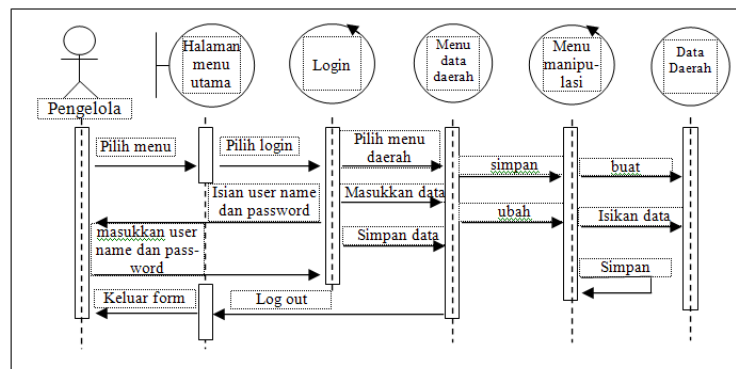 Halaman
menu
utama
Login
Menu
data
daerah
Menu
manipu-
lasi
Data
Daerah
Pengelola
Pilih menu
Pilih login
Pilih menu
daerah
simpan
buat
Isian user name
dan password
Masukkan data
ubah
Isikan data
masukkan user
name dan pass-
word
Simpan data
Simpan
Keluar form
Log out